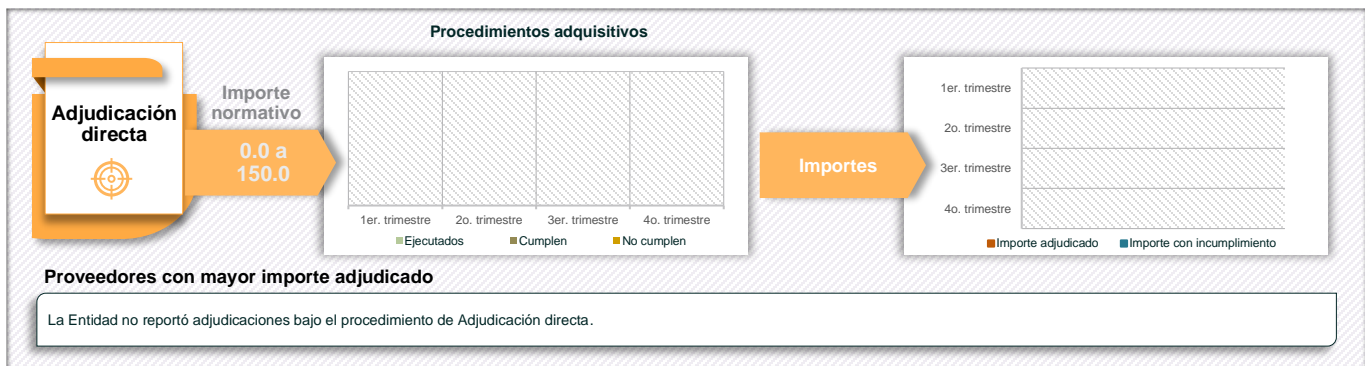 Procedimientos adquisitivos
Adjudicación
directa
Importe
normativo
0.0 a
150.0
1er. trimestre 2o. trimestre 3er. trimestre 4o. trimestre
Ejecutados Cumplen No cumplen
Importes
1er. trimestre
2o. trimestre
3er. trimestre
4o. trimestre
Importe adjudicado Importe con incumplimiento
Proveedores con mayor importe adjudicado
La Entidad no reportó adjudicaciones bajo el procedimiento de Adjudicación directa.